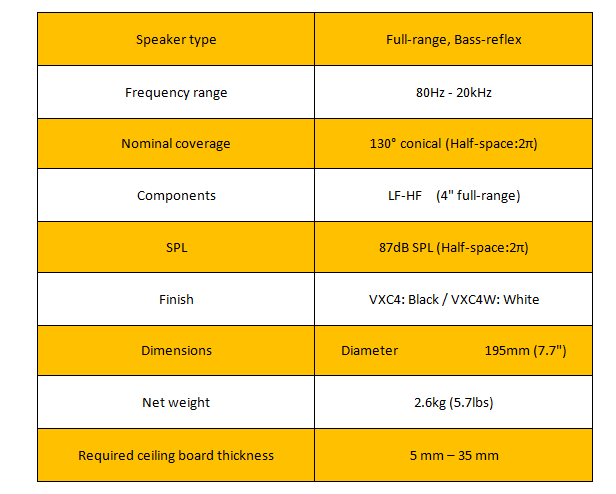 Speaker type Full-range, Bass-reflex
Frequency range 80Hz - 20kHz
Nominal coverage 130° conical (Half-space:2π)
Components LF-HF (4" full-range)
SPL 87dB SPL (Half-space:2π)
Finish VXC4: Black / VXC4W: White
Dimensions Diameter 195mm (7.7")
Net weight 2.6kg (5.7lbs)
Required ceiling board thickness 5 mm – 35 mm